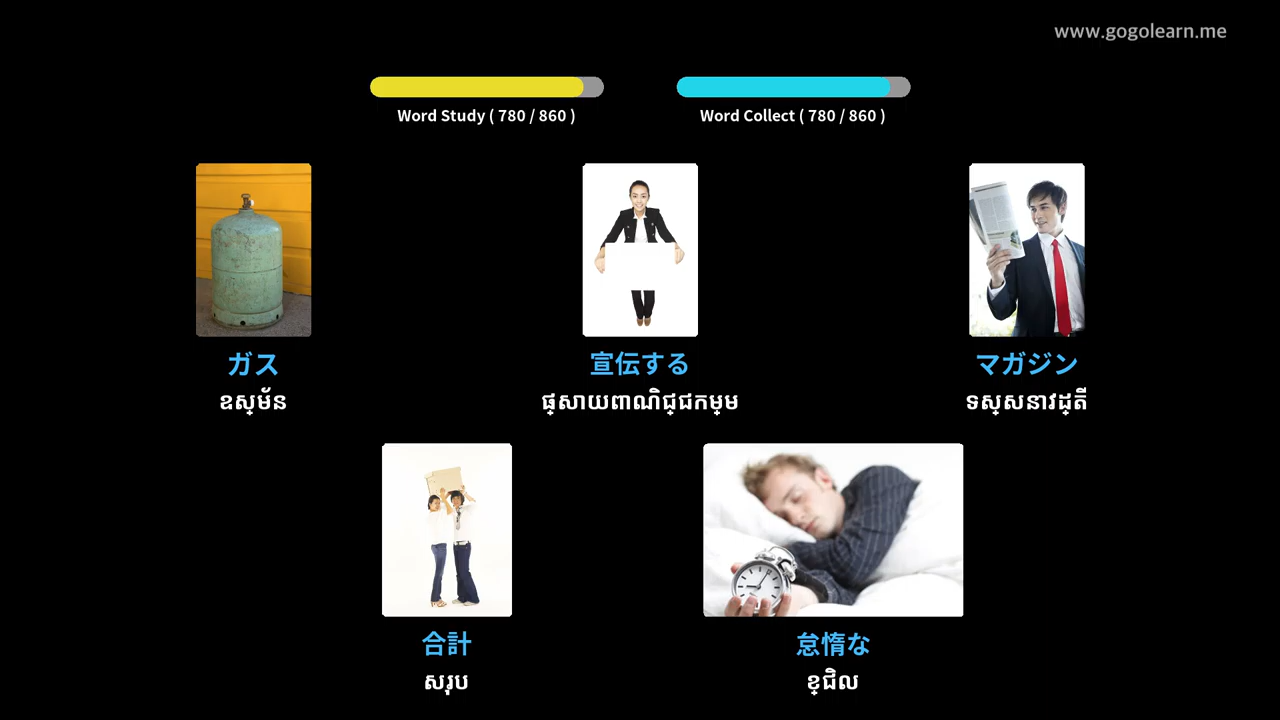 www.gogolearn.me
Word Study ( 780 / 860 )
Word Collect ( 780 / 860 )
ガス
ឧស្ម័ន
宣伝する
ផ្សាយពាណិជ្ជកម្ម
マガジン
ទស្សនាវដ្តី
合計
សរុប
怠惰な
ខ្ជិល